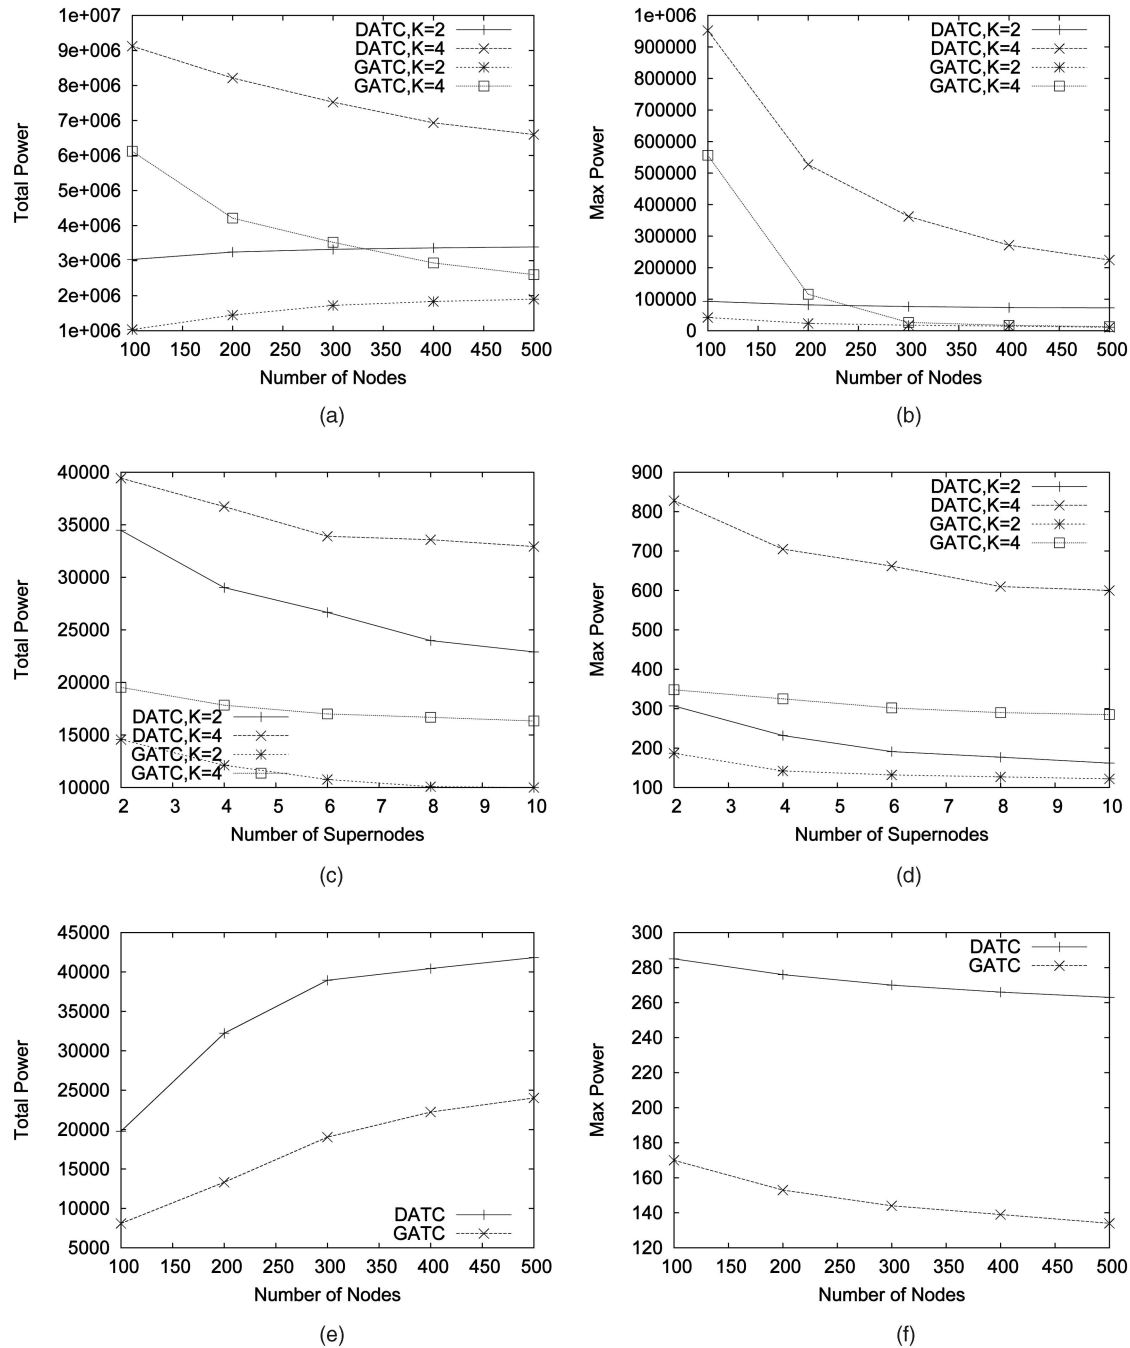 1e+007
9e+006
8e+006
7e+006
6e+006
5e+006
4e+006
3e+006
2e+006
1e+006
Total Power
DATC,K=2
DATC,K=4
GATC,K=2
GATC,K=4
100 150 200 250 300 350 400 450 500
Number of Nodes
(a)
1e+006
900000
800000
700000
600000
500000
400000
300000
200000
100000
0
Max Power
DATC,K=2
DATC,K=4
GATC,K=2
GATC,K=4
100 150 200 250 300 350 400 450 500
Number of Nodes
(b)
40000
35000
30000
25000
20000
15000
10000
Total Power
DATC,K=2
DATC,K=4
GATC,K=2
GATC,K=4
2 3 4 5 6 7 8 9 10
Number of Supernodes
(c)
900
800
700
600
500
400
300
200
100
Max Power
DATC,K=2
DATC,K=4
GATC,K=2
GATC,K=4
2 3 4 5 6 7 8 9 10
Number of Supernodes
(d)
45000
40000
35000
30000
25000
20000
15000
10000
5000
Total Power
DATC
GATC
100 150 200 250 300 350 400 450 500
Number of Nodes
(e)
300
280
260
240
220
200
180
160
140
120
Max Power
DATC
GATC
100 150 200 250 300 350 400 450 500
Number of Nodes
(f)